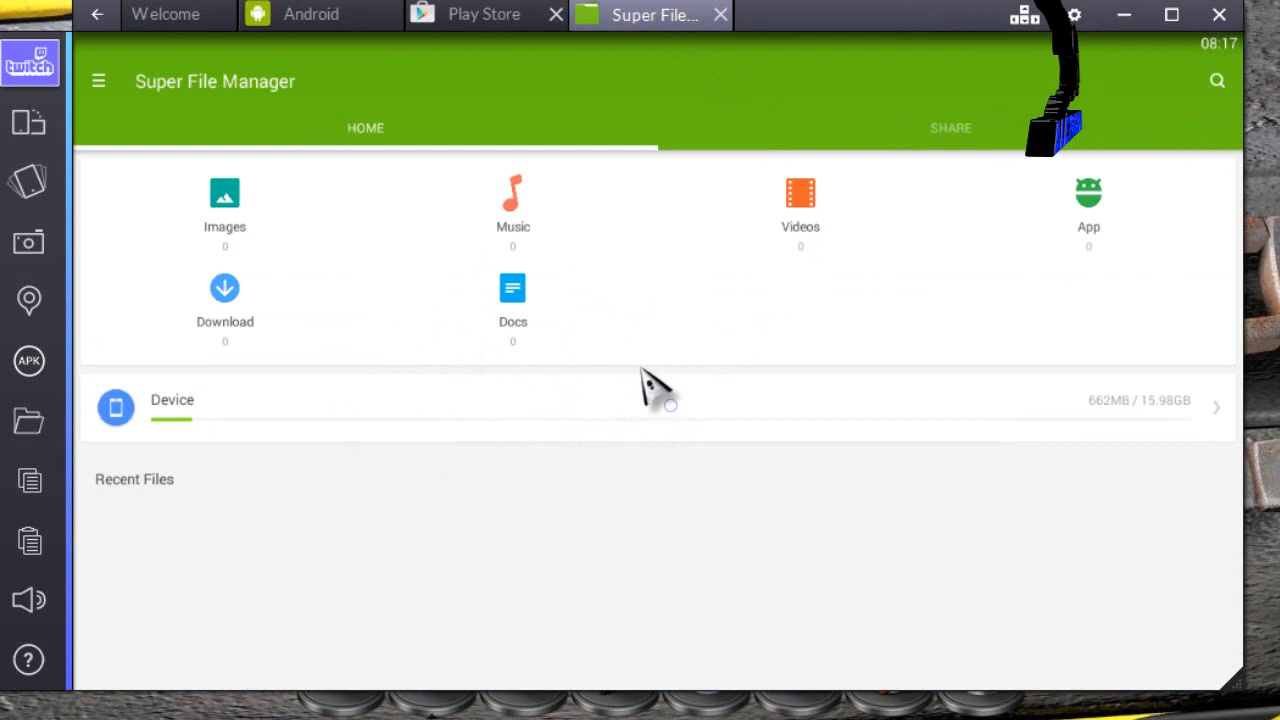 Welcome
Android
Play Store
Super File...
twitch
08:17
Super File Manager
HOME
SHARE
Images
0
Music
0
Videos
0
App
0
Download
0
Docs
0
APK
Device
662MB / 15.98GB
Recent Files
?